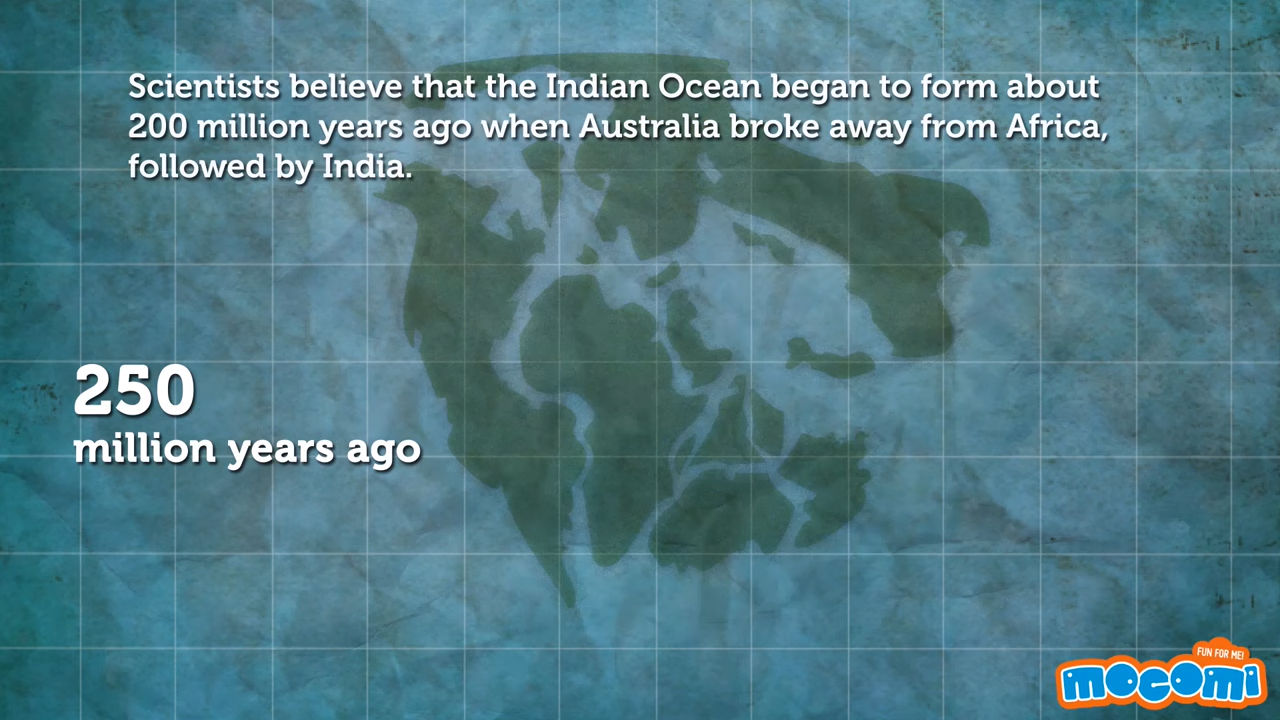 Scientists believe that the Indian Ocean began to form about
200 million years ago when Australia broke away from Africa,
followed by India.
250
million years ago
FUN FOR ME!
mocomi